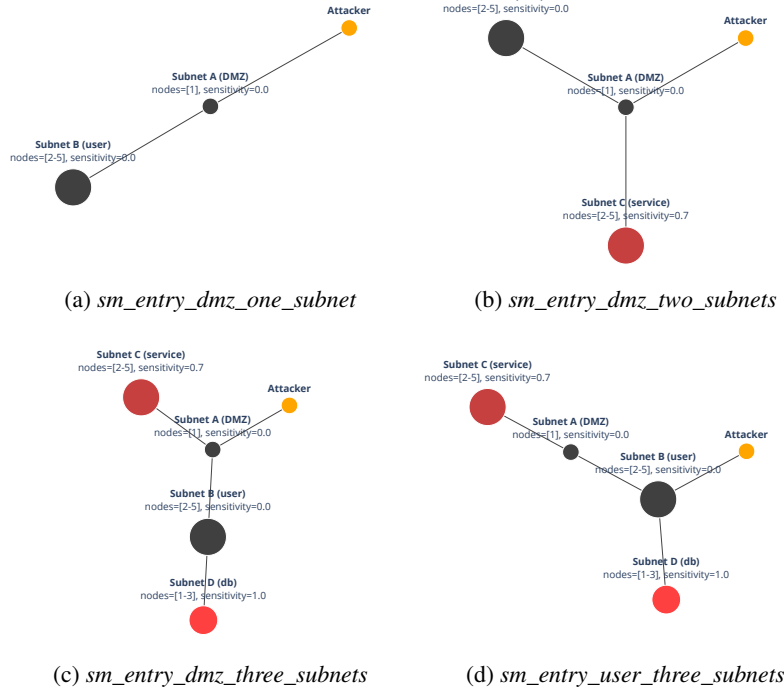 Attacker
Subnet A (DMZ)
nodes=[1], sensitivity=0.0
Subnet B (user)
nodes=[2-5], sensitivity=0.0
(a) sm_entry_dmz_one_subnet
nodes=[2-5], sensitivity=0.0
Attacker
Subnet A (DMZ)
nodes=[1], sensitivity=0.0
Subnet C (service)
nodes=[2-5], sensitivity=0.7
(b) sm_entry_dmz_two_subnets
Subnet C (service)
nodes=[2-5], sensitivity=0.7
Attacker
Subnet A (DMZ)
nodes=[1], sensitivity=0.0
Subnet B (user)
nodes=[2-5], sensitivity=0.0
Subnet D (db)
nodes=[1-3], sensitivity=1.0
(c) sm_entry_dmz_three_subnets
Subnet C (service)
nodes=[2-5], sensitivity=0.7
Subnet A (DMZ)
nodes=[1], sensitivity=0.0
Attacker
Subnet B (user)
nodes=[2-5], sensitivity=0.0
Subnet D (db)
nodes=[1-3], sensitivity=1.0
(d) sm_entry_user_three_subnets